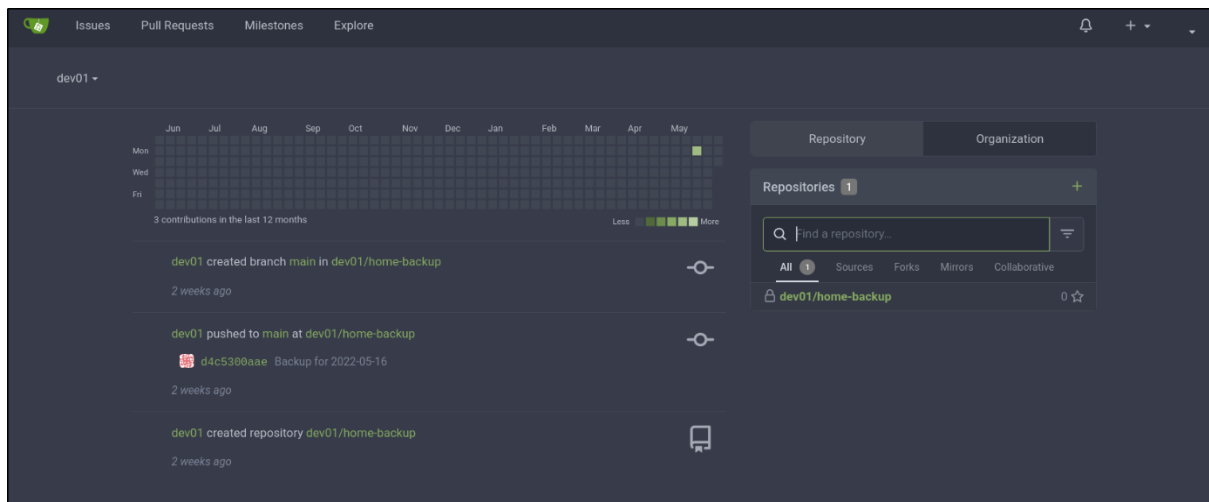 Issues Pull Requests Milestones Explore
dev01
Jun Jul Aug Sep Oct Nov Dec Jan Feb Mar Apr May
Mon
Wed
Fri
3 contributions in the last 12 months
Less More
dev01 created branch main in dev01/home-backup
2 weeks ago
dev01 pushed to main at dev01/home-backup
d4c5300aae Backup for 2022-05-16
2 weeks ago
dev01 created repository dev01/home-backup
2 weeks ago
Repository Organization
Repositories 1
Find a repository...
All 1 Sources Forks Mirrors Collaborative
dev01/home-backup 0